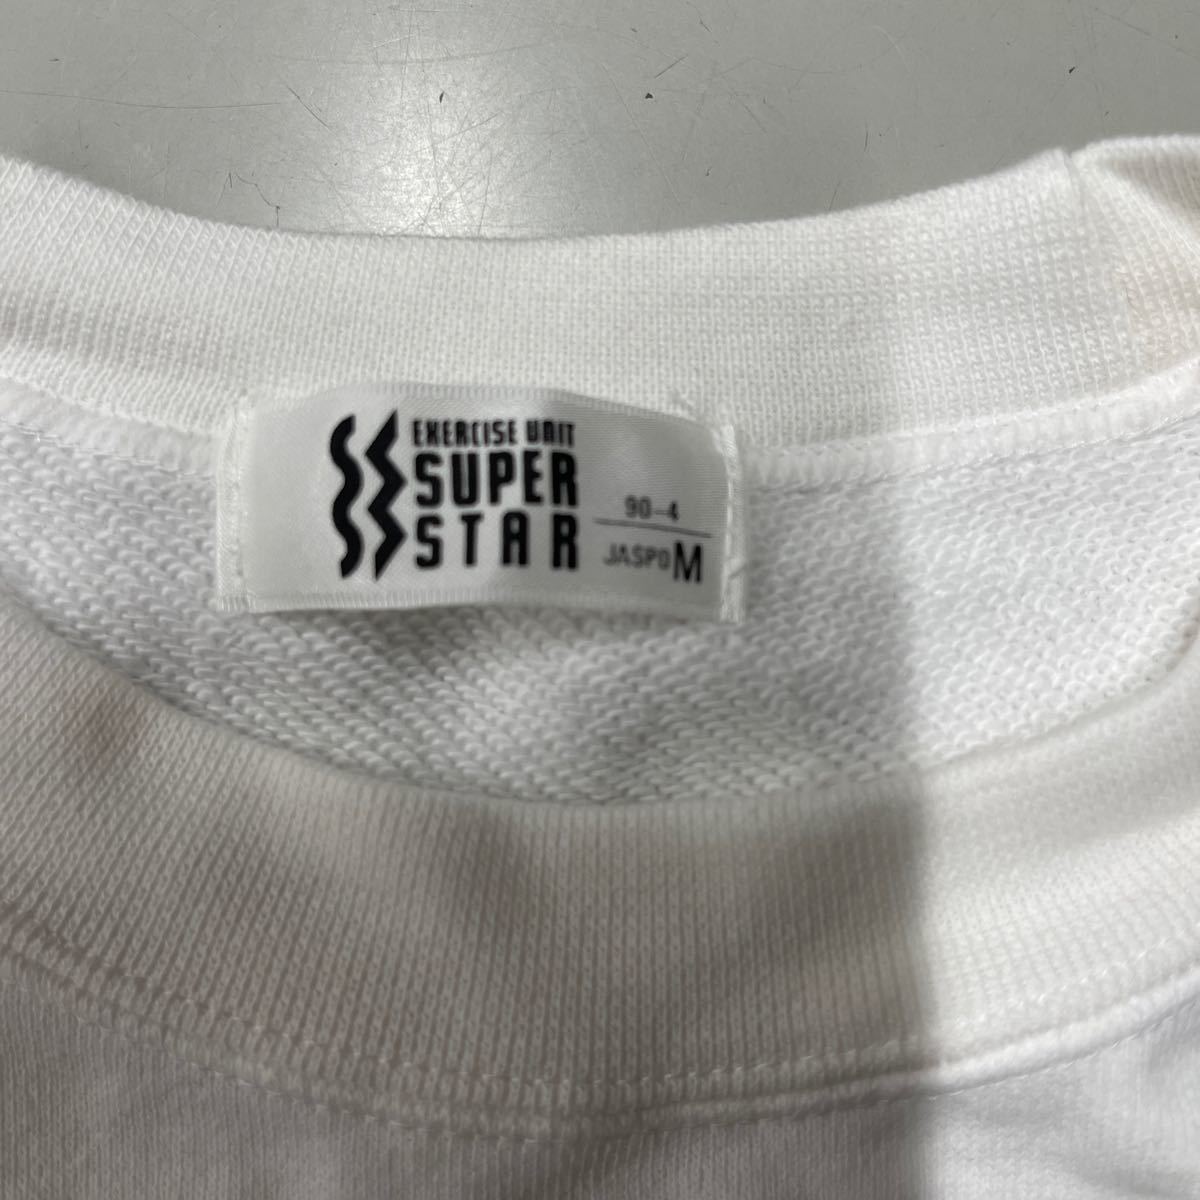 EXERCISE UNIT
SUPER
STAR
90-4
JASPO M